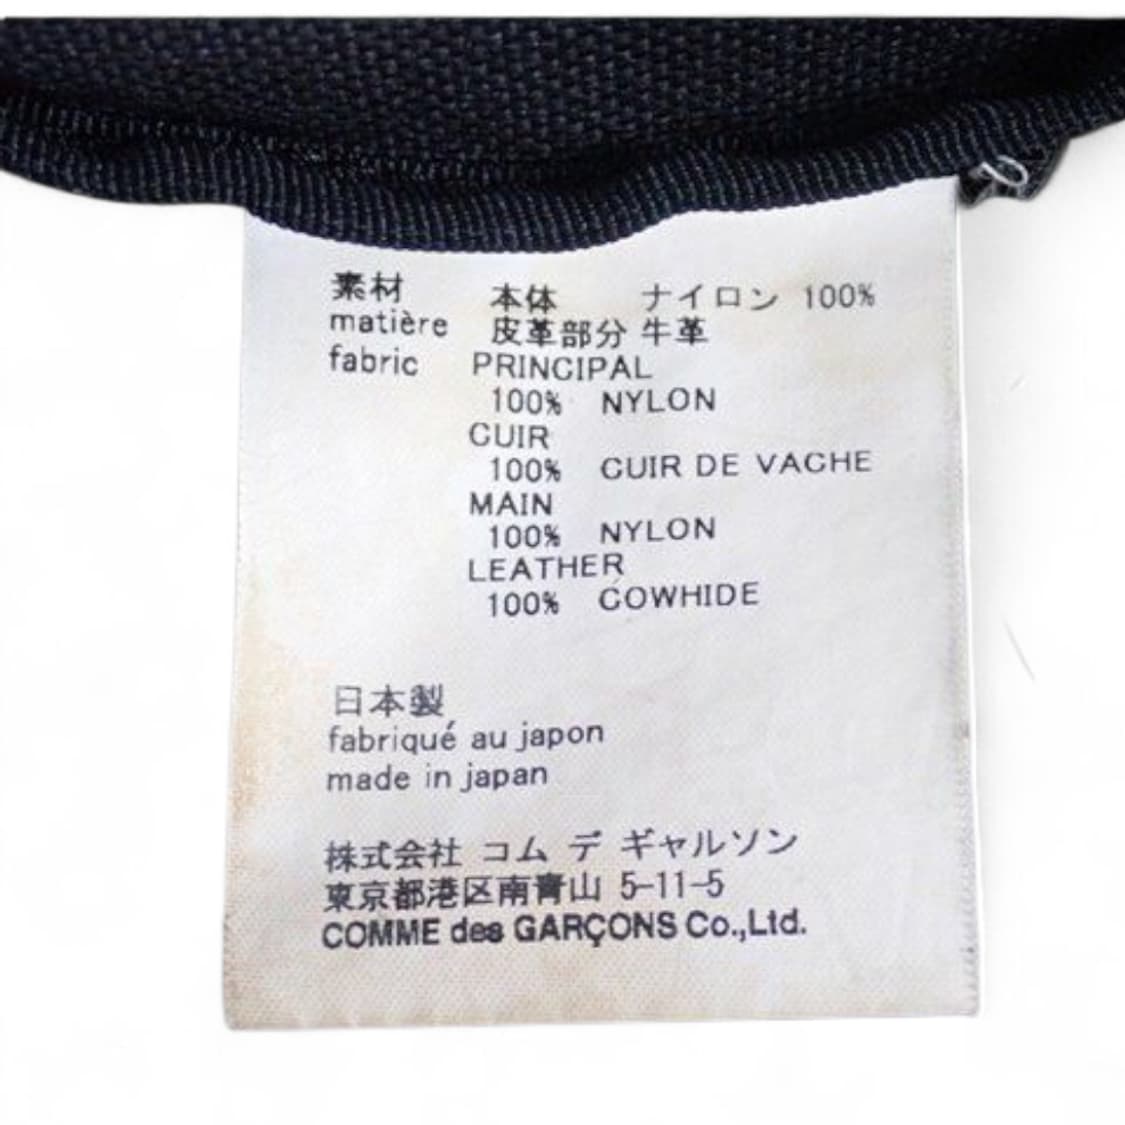 素材 本体 ナイロン 100%
matière 皮革部分 牛革
fabric PRINCIPAL
100% NYLON
CUIR
100% CUIR DE VACHE
MAIN
100% NYLON
LEATHER
100% COWHIDE
日本製
fabriqué au japon
made in japan
株式会社 コム デ ギャルソン
東京都港区南青山 5-11-5
COMME des GARÇONS Co.,Ltd.